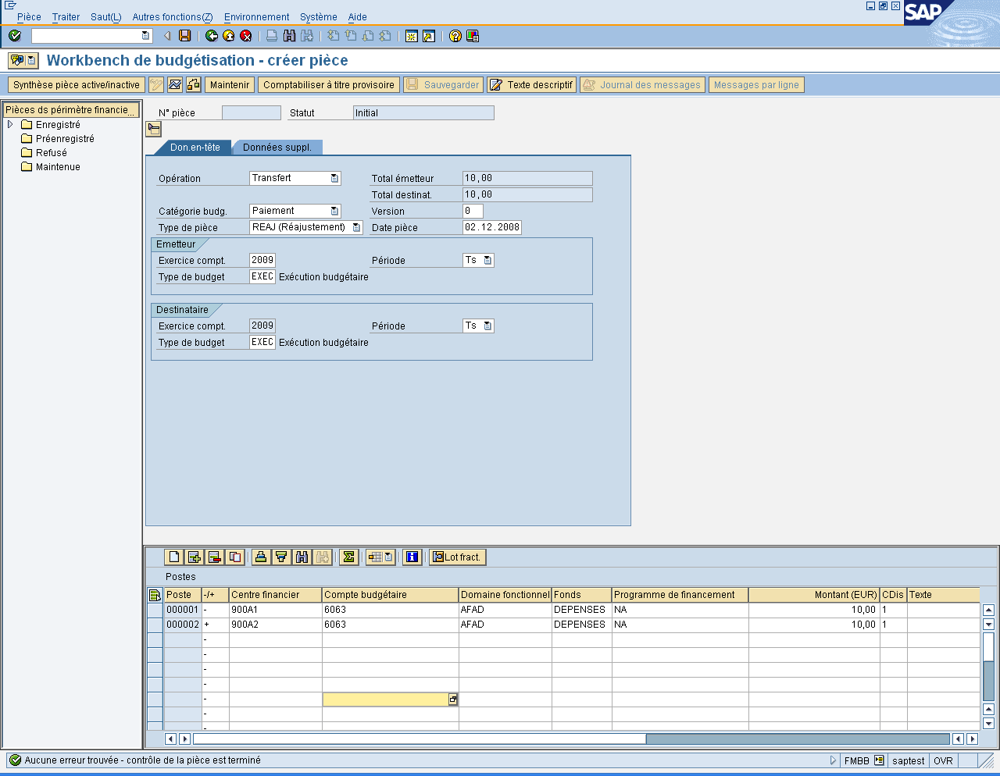 Pièce Traiter Saut(L) Autres fonctions(Z) Environnement Système Aide
SAP
Workbench de budgétisation - créer pièce
Synthèse pièce active/inactive Maintenir Comptabiliser à titre provisoire Sauvegarder Texte descriptif Journal des messages Messages par ligne
Pièces ds périmètre financie...
Enregistré
Préenregistré
Refusé
Maintenue
N° pièce Statut Initial
Don.en-tête Données suppl.
Opération Transfert Total émetteur 10,00
Total destinat. 10,00
Catégorie budg. Paiement Version 0
Type de pièce REAJ (Réajustement) Date pièce 02.12.2008
Emetteur
Exercice compt. 2009 Période Ts
Type de budget EXEC Exécution budgétaire
Destinataire
Exercice compt. 2009 Période Ts
Type de budget EXEC Exécution budgétaire
Lot fract.
Postes
Poste -/+ Centre financier Compte budgétaire Domaine fonctionnel Fonds Programme de financement Montant (EUR) CDis Texte
000001 - 900A1 6063 AFAD DEPENSES NA 10,00 1
000002 + 900A2 6063 AFAD DEPENSES NA 10,00 1
-
-
-
-
-
-
-
Aucune erreur trouvée - contrôle de la pièce est terminé FMBB saptest OVR